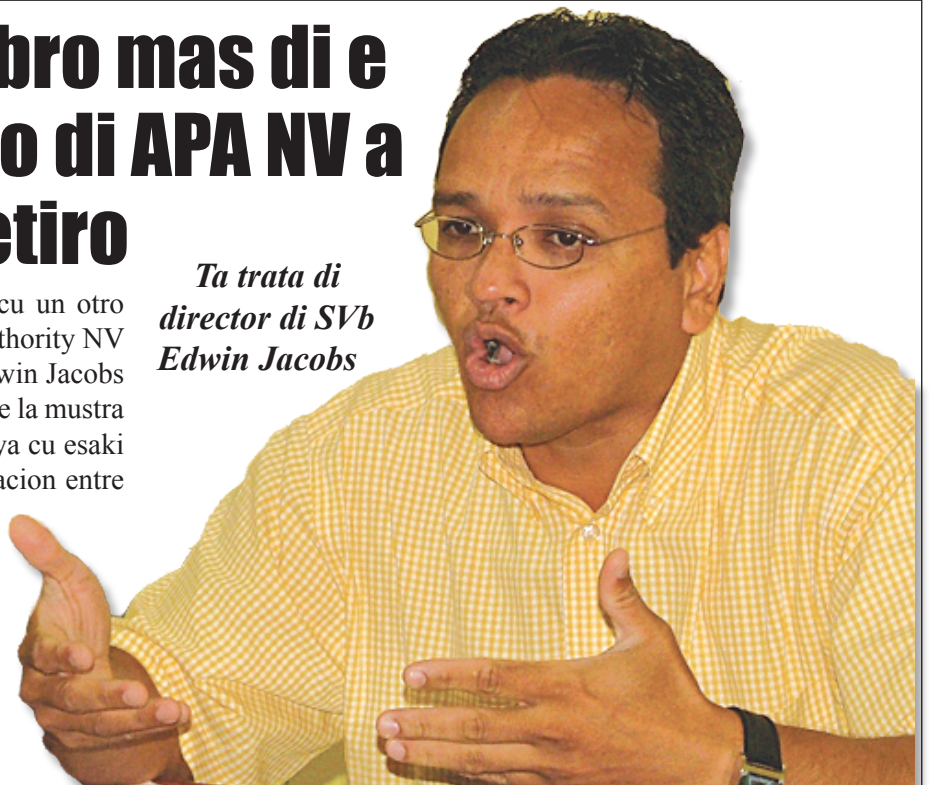 bro mas di e
o di APA NV a
etiro
Ta trata di
director di SVb
Edwin Jacobs
cu un otro
thority NV
win Jacobs
e la mustra
ya cu esaki
acion entre